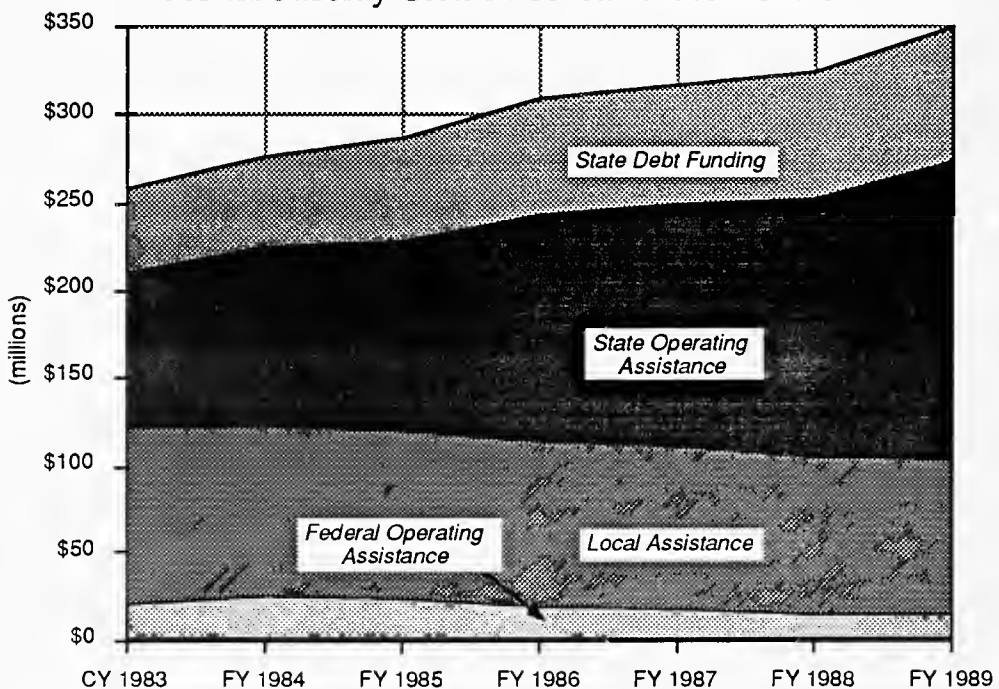 $350
$300
$250
$200
$150
$100
$50
$0
(millions)
State Debt Funding
State Operating
Assistance
Federal Operating
Assistance
Local Assistance
CY 1983 FY 1984 FY 1985 FY 1986 FY 1987 FY 1988 FY 1989